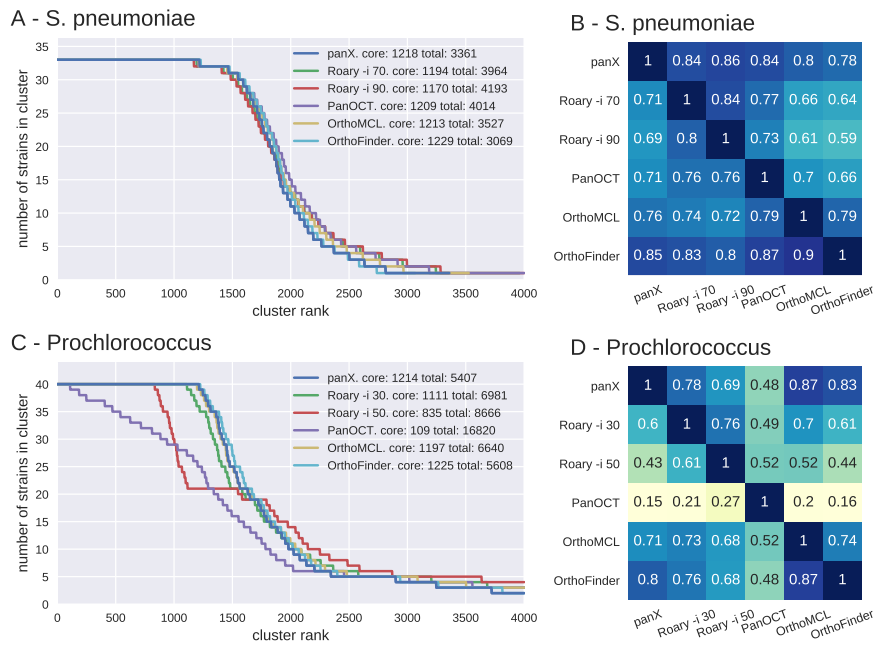 A - S. pneumoniae
number of strains in cluster
35
30
25
20
15
10
5
0
panX. core: 1218 total: 3361
Roary -i 70. core: 1194 total: 3964
Roary -i 90. core: 1170 total: 4193
PanOCT. core: 1209 total: 4014
OrthoMCL. core: 1213 total: 3527
OrthoFinder. core: 1229 total: 3069
0 500 1000 1500 2000 2500 3000 3500 4000
cluster rank
B - S. pneumoniae
panX 1 0.84 0.86 0.84 0.8 0.78
Roary -i 70 0.71 1 0.84 0.77 0.66 0.64
Roary -i 90 0.69 0.8 1 0.73 0.61 0.59
PanOCT 0.71 0.76 0.76 1 0.7 0.66
OrthoMCL 0.76 0.74 0.72 0.79 1 0.79
OrthoFinder 0.85 0.83 0.8 0.87 0.9 1
panX Roary -i 70 Roary -i 90 PanOCT OrthoMCL OrthoFinder
C - Prochlorococcus
number of strains in cluster
40
35
30
25
20
15
10
5
0
panX. core: 1214 total: 5407
Roary -i 30. core: 1111 total: 6981
Roary -i 50. core: 835 total: 8666
PanOCT. core: 109 total: 16820
OrthoMCL. core: 1197 total: 6640
OrthoFinder. core: 1225 total: 5608
0 500 1000 1500 2000 2500 3000 3500 4000
cluster rank
D - Prochlorococcus
panX 1 0.78 0.69 0.48 0.87 0.83
Roary -i 30 0.6 1 0.76 0.49 0.7 0.61
Roary -i 50 0.43 0.61 1 0.52 0.52 0.44
PanOCT 0.15 0.21 0.27 1 0.2 0.16
OrthoMCL 0.71 0.73 0.68 0.52 1 0.74
OrthoFinder 0.8 0.76 0.68 0.48 0.87 1
panX Roary -i 30 Roary -i 50 PanOCT OrthoMCL OrthoFinder